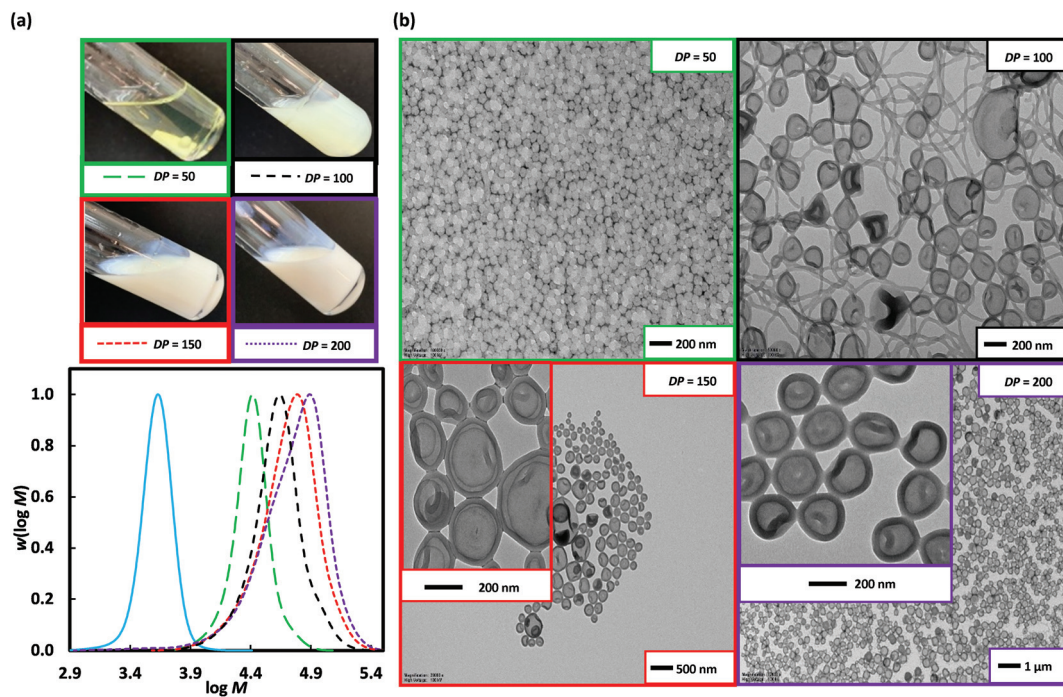 (a)
DP = 50
DP = 100
DP = 150
DP = 200
w(log M)
1.0
0.8
0.6
0.4
0.2
0.0
2.9 3.4 3.9 4.4 4.9 5.4
log M
(b)
DP = 50
200 nm
DP = 100
200 nm
DP = 150
200 nm
500 nm
DP = 200
200 nm
1 μm